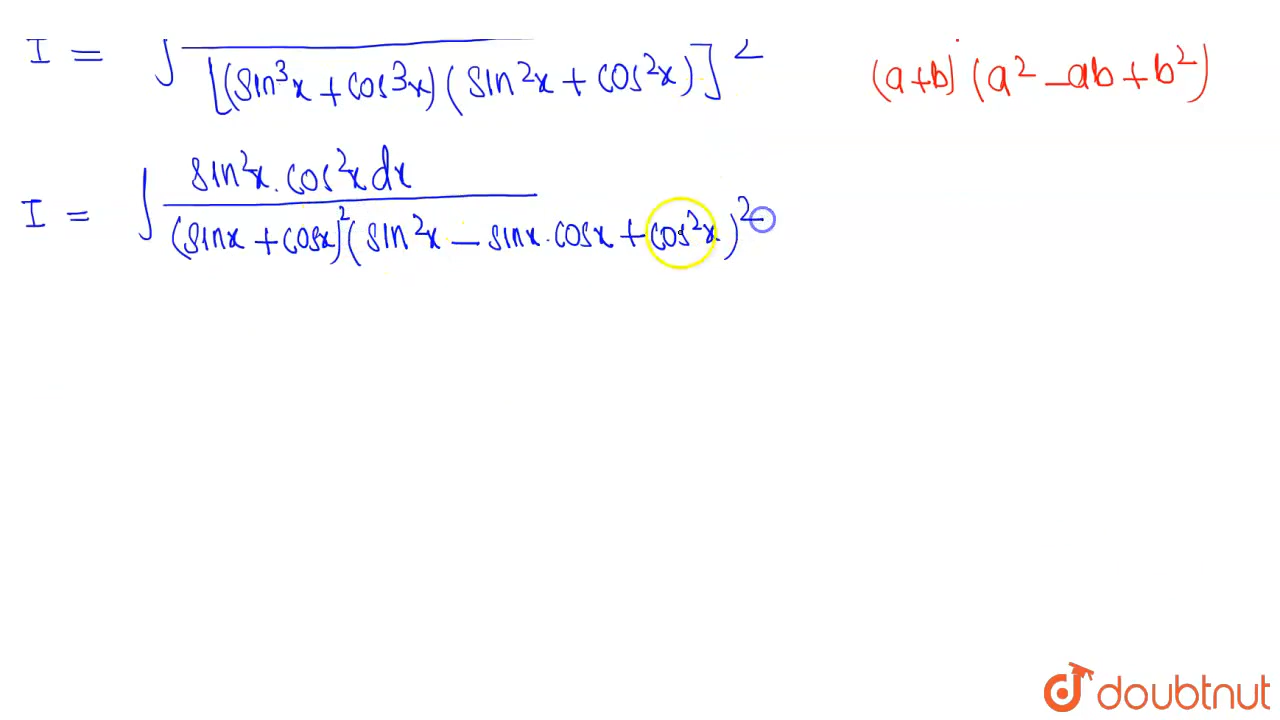 I = ∫ [(sin³x + cos³x)(sin²x + cos²x)]²
(a+b)(a² - ab + b²)
sin²x . cos²x dx
I = ∫ (sinx + cosx)² (sin²x - sinx . cosx + cos²x)²
doubtnut